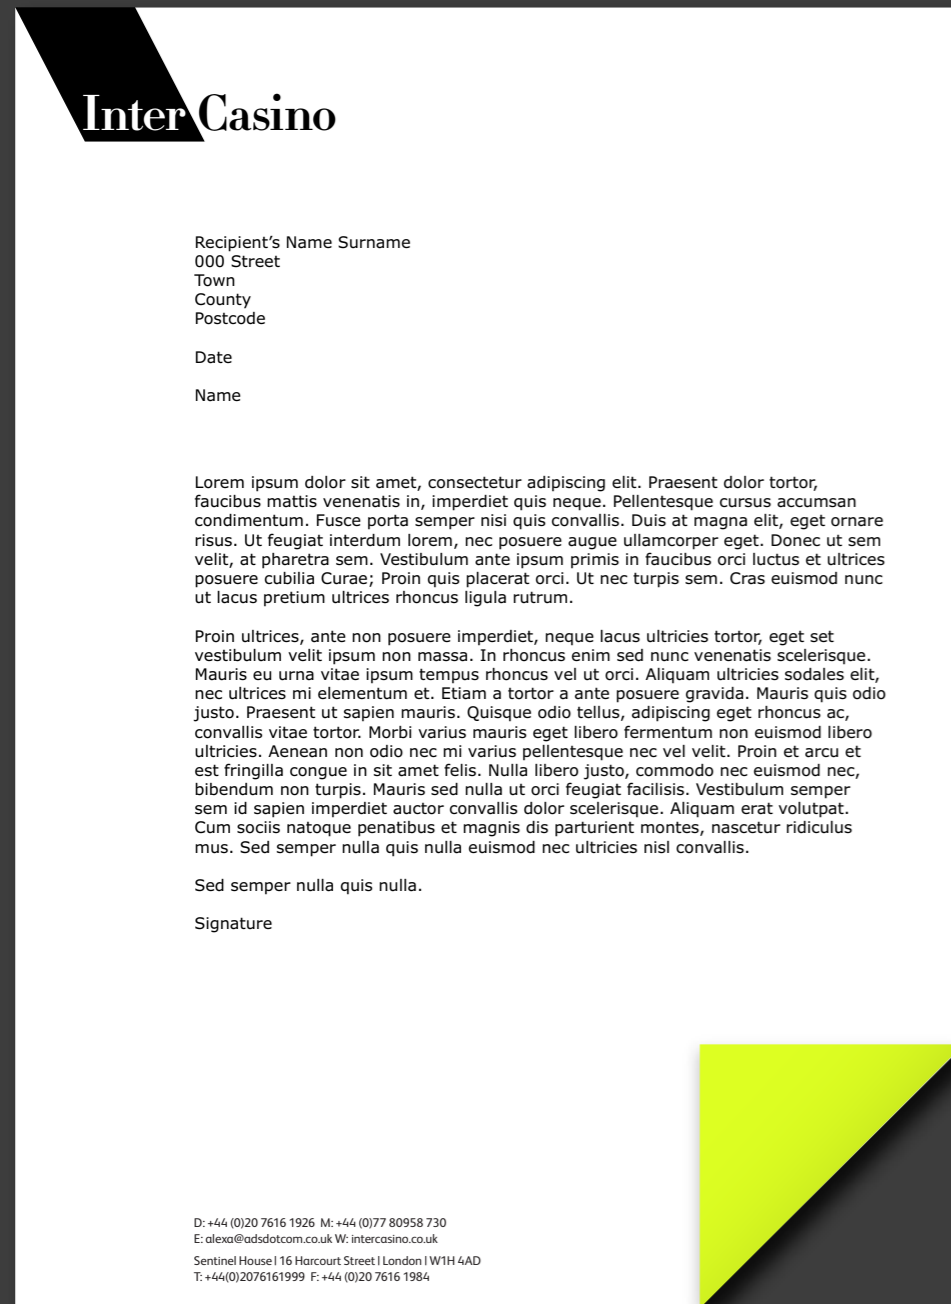 Inter Casino
Recipient’s Name Surname
000 Street
Town
County
Postcode
Date
Name
Lorem ipsum dolor sit amet, consectetur adipiscing elit. Praesent dolor tortor,
faucibus mattis venenatis in, imperdiet quis neque. Pellentesque cursus accumsan
condimentum. Fusce porta semper nisi quis convallis. Duis at magna elit, eget ornare
risus. Ut feugiat interdum lorem, nec posuere augue ullamcorper eget. Donec ut sem
velit, at pharetra sem. Vestibulum ante ipsum primis in faucibus orci luctus et ultrices
posuere cubilia Curae; Proin quis placerat orci. Ut nec turpis sem. Cras euismod nunc
ut lacus pretium ultrices rhoncus ligula rutrum.
Proin ultrices, ante non posuere imperdiet, neque lacus ultricies tortor, eget set
vestibulum velit ipsum non massa. In rhoncus enim sed nunc venenatis scelerisque.
Mauris eu urna vitae ipsum tempus rhoncus vel ut orci. Aliquam ultricies sodales elit,
nec ultrices mi elementum et. Etiam a tortor a ante posuere gravida. Mauris quis odio
justo. Praesent ut sapien mauris. Quisque odio tellus, adipiscing eget rhoncus ac,
convallis vitae tortor. Morbi varius mauris eget libero fermentum non euismod libero
ultricies. Aenean non odio nec mi varius pellentesque nec vel velit. Proin et arcu et
est fringilla congue in sit amet felis. Nulla libero justo, commodo nec euismod nec,
bibendum non turpis. Mauris sed nulla ut orci feugiat facilisis. Vestibulum semper
sem id sapien imperdiet auctor convallis dolor scelerisque. Aliquam erat volutpat.
Cum sociis natoque penatibus et magnis dis parturient montes, nascetur ridiculus
mus. Sed semper nulla quis nulla euismod nec ultricies nisl convallis.
Sed semper nulla quis nulla.
Signature
D: +44 (0)20 7616 1926 M: +44 (0)77 80958 730
E: alexa@adsdotcom.co.uk W: intercasino.co.uk
Sentinel House | 16 Harcourt Street | London | W1H 4AD
T: +44(0)2076161999 F: +44 (0)20 7616 1984